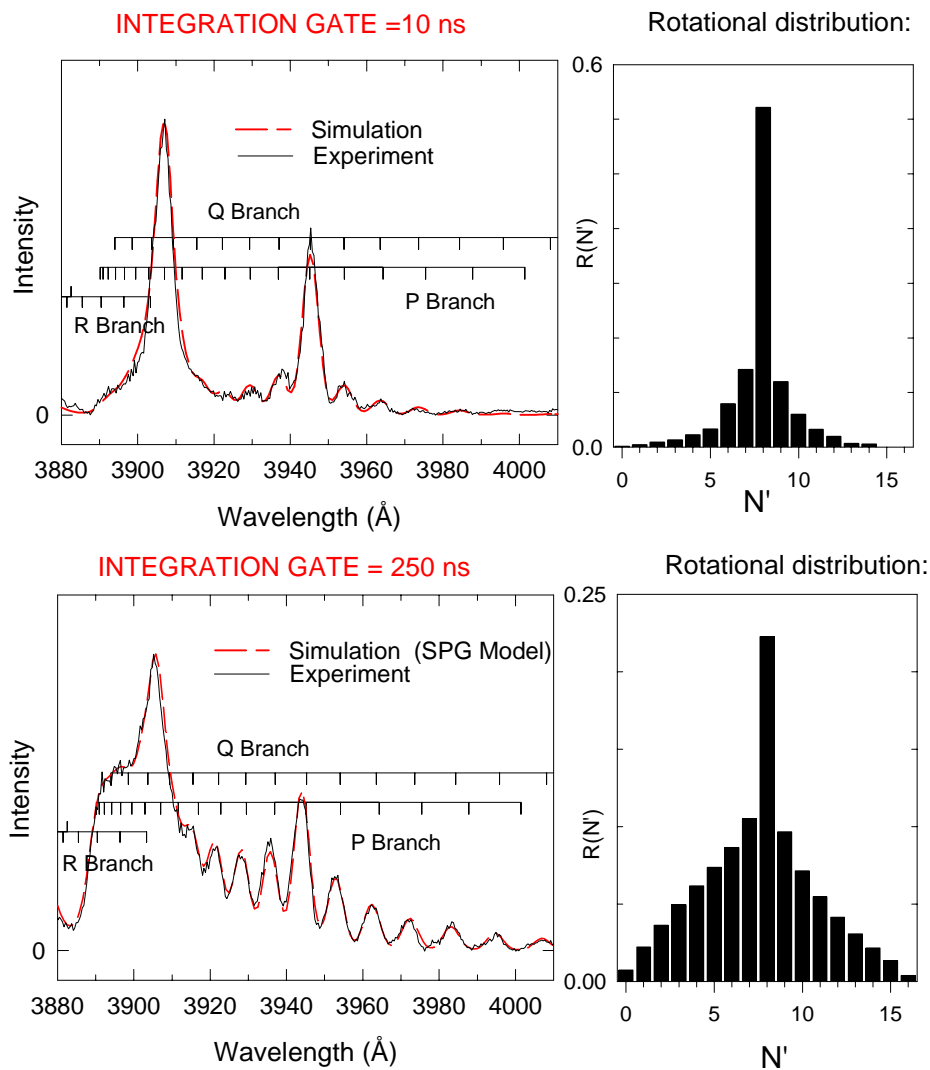 INTEGRATION GATE =10 ns
Rotational distribution:
Simulation
Experiment
Q Branch
P Branch
R Branch
Intensity
0
3880 3900 3920 3940 3960 3980 4000
Wavelength (Å)
0.6
R(N')
0.0
0 5 10 15
N'
INTEGRATION GATE = 250 ns
Rotational distribution:
Simulation (SPG Model)
Experiment
Q Branch
P Branch
R Branch
Intensity
0
3880 3900 3920 3940 3960 3980 4000
Wavelength (Å)
0.25
R(N')
0.00
0 5 10 15
N'